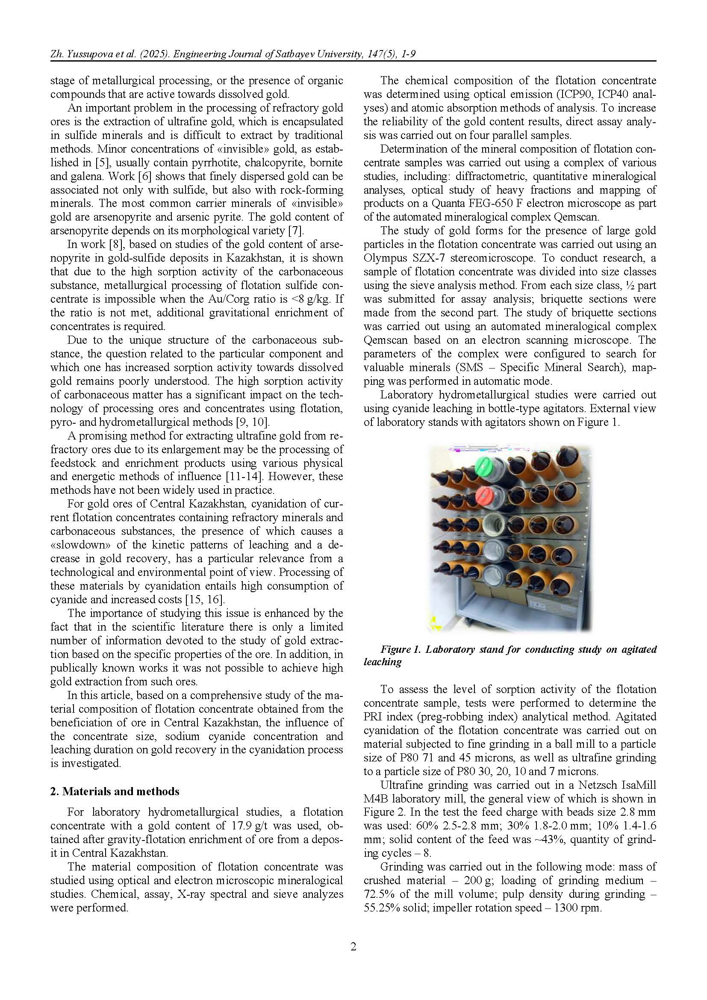 Zh. Yussupova et al. (2025). Engineering Journal of Satbayev University, 147(5), 1-9
stage of metallurgical processing, or the presence of organic
compounds that are active towards dissolved gold.
An important problem in the processing of refractory gold
ores is the extraction of ultrafine gold, which is encapsulated
in sulfide minerals and is difficult to extract by traditional
methods. Minor concentrations of «invisible» gold, as estab-
lished in [5], usually contain pyrrhotite, chalcopyrite, bornite
and galena. Work [6] shows that finely dispersed gold can be
associated not only with sulfide, but also with rock-forming
minerals. The most common carrier minerals of «invisible»
gold are arsenopyrite and arsenic pyrite. The gold content of
arsenopyrite depends on its morphological variety [7].
In work [8], based on studies of the gold content of arse-
nopyrite in gold-sulfide deposits in Kazakhstan, it is shown
that due to the high sorption activity of the carbonaceous
substance, metallurgical processing of flotation sulfide con-
centrate is impossible when the Au/Corg ratio is <8 g/kg. If
the ratio is not met, additional gravitational enrichment of
concentrates is required.
Due to the unique structure of the carbonaceous sub-
stance, the question related to the particular component and
which one has increased sorption activity towards dissolved
gold remains poorly understood. The high sorption activity
of carbonaceous matter has a significant impact on the tech-
nology of processing ores and concentrates using flotation,
pyro- and hydrometallurgical methods [9, 10].
A promising method for extracting ultrafine gold from re-
fractory ores due to its enlargement may be the processing of
feedstock and enrichment products using various physical
and energetic methods of influence [11-14]. However, these
methods have not been widely used in practice.
For gold ores of Central Kazakhstan, cyanidation of cur-
rent flotation concentrates containing refractory minerals and
carbonaceous substances, the presence of which causes a
«slowdown» of the kinetic patterns of leaching and a de-
crease in gold recovery, has a particular relevance from a
technological and environmental point of view. Processing of
these materials by cyanidation entails high consumption of
cyanide and increased costs [15, 16].
The importance of studying this issue is enhanced by the
fact that in the scientific literature there is only a limited
number of information devoted to the study of gold extrac-
tion based on the specific properties of the ore. In addition, in
publically known works it was not possible to achieve high
gold extraction from such ores.
In this article, based on a comprehensive study of the ma-
terial composition of flotation concentrate obtained from the
beneficiation of ore in Central Kazakhstan, the influence of
the concentrate size, sodium cyanide concentration and
leaching duration on gold recovery in the cyanidation process
is investigated.
2. Materials and methods
For laboratory hydrometallurgical studies, a flotation
concentrate with a gold content of 17.9 g/t was used, ob-
tained after gravity-flotation enrichment of ore from a depos-
it in Central Kazakhstan.
The material composition of flotation concentrate was
studied using optical and electron microscopic mineralogical
studies. Chemical, assay, X-ray spectral and sieve analyzes
were performed.
The chemical composition of the flotation concentrate
was determined using optical emission (ICP90, ICP40 anal-
yses) and atomic absorption methods of analysis. To increase
the reliability of the gold content results, direct assay analy-
sis was carried out on four parallel samples.
Determination of the mineral composition of flotation con-
centrate samples was carried out using a complex of various
studies, including: diffractometric, quantitative mineralogical
analyses, optical study of heavy fractions and mapping of
products on a Quanta FEG-650 F electron microscope as part
of the automated mineralogical complex Qemscan.
The study of gold forms for the presence of large gold
particles in the flotation concentrate was carried out using an
Olympus SZX-7 stereomicroscope. To conduct research, a
sample of flotation concentrate was divided into size classes
using the sieve analysis method. From each size class, ½ part
was submitted for assay analysis; briquette sections were
made from the second part. The study of briquette sections
was carried out using an automated mineralogical complex
Qemscan based on an electron scanning microscope. The
parameters of the complex were configured to search for
valuable minerals (SMS – Specific Mineral Search), map-
ping was performed in automatic mode.
Laboratory hydrometallurgical studies were carried out
using cyanide leaching in bottle-type agitators. External view
of laboratory stands with agitators shown on Figure 1.
Figure 1. Laboratory stand for conducting study on agitated
leaching
To assess the level of sorption activity of the flotation
concentrate sample, tests were performed to determine the
PRI index (preg-robbing index) analytical method. Agitated
cyanidation of the flotation concentrate was carried out on
material subjected to fine grinding in a ball mill to a particle
size of P80 71 and 45 microns, as well as ultrafine grinding
to a particle size of P80 30, 20, 10 and 7 microns.
Ultrafine grinding was carried out in a Netzsch IsaMill
M4B laboratory mill, the general view of which is shown in
Figure 2. In the test the feed charge with beads size 2.8 mm
was used: 60% 2.5-2.8 mm; 30% 1.8-2.0 mm; 10% 1.4-1.6
mm; solid content of the feed was ~43%, quantity of grind-
ing cycles – 8.
Grinding was carried out in the following mode: mass of
crushed material – 200 g; loading of grinding medium –
72.5% of the mill volume; pulp density during grinding –
55.25% solid; impeller rotation speed – 1300 rpm.
2